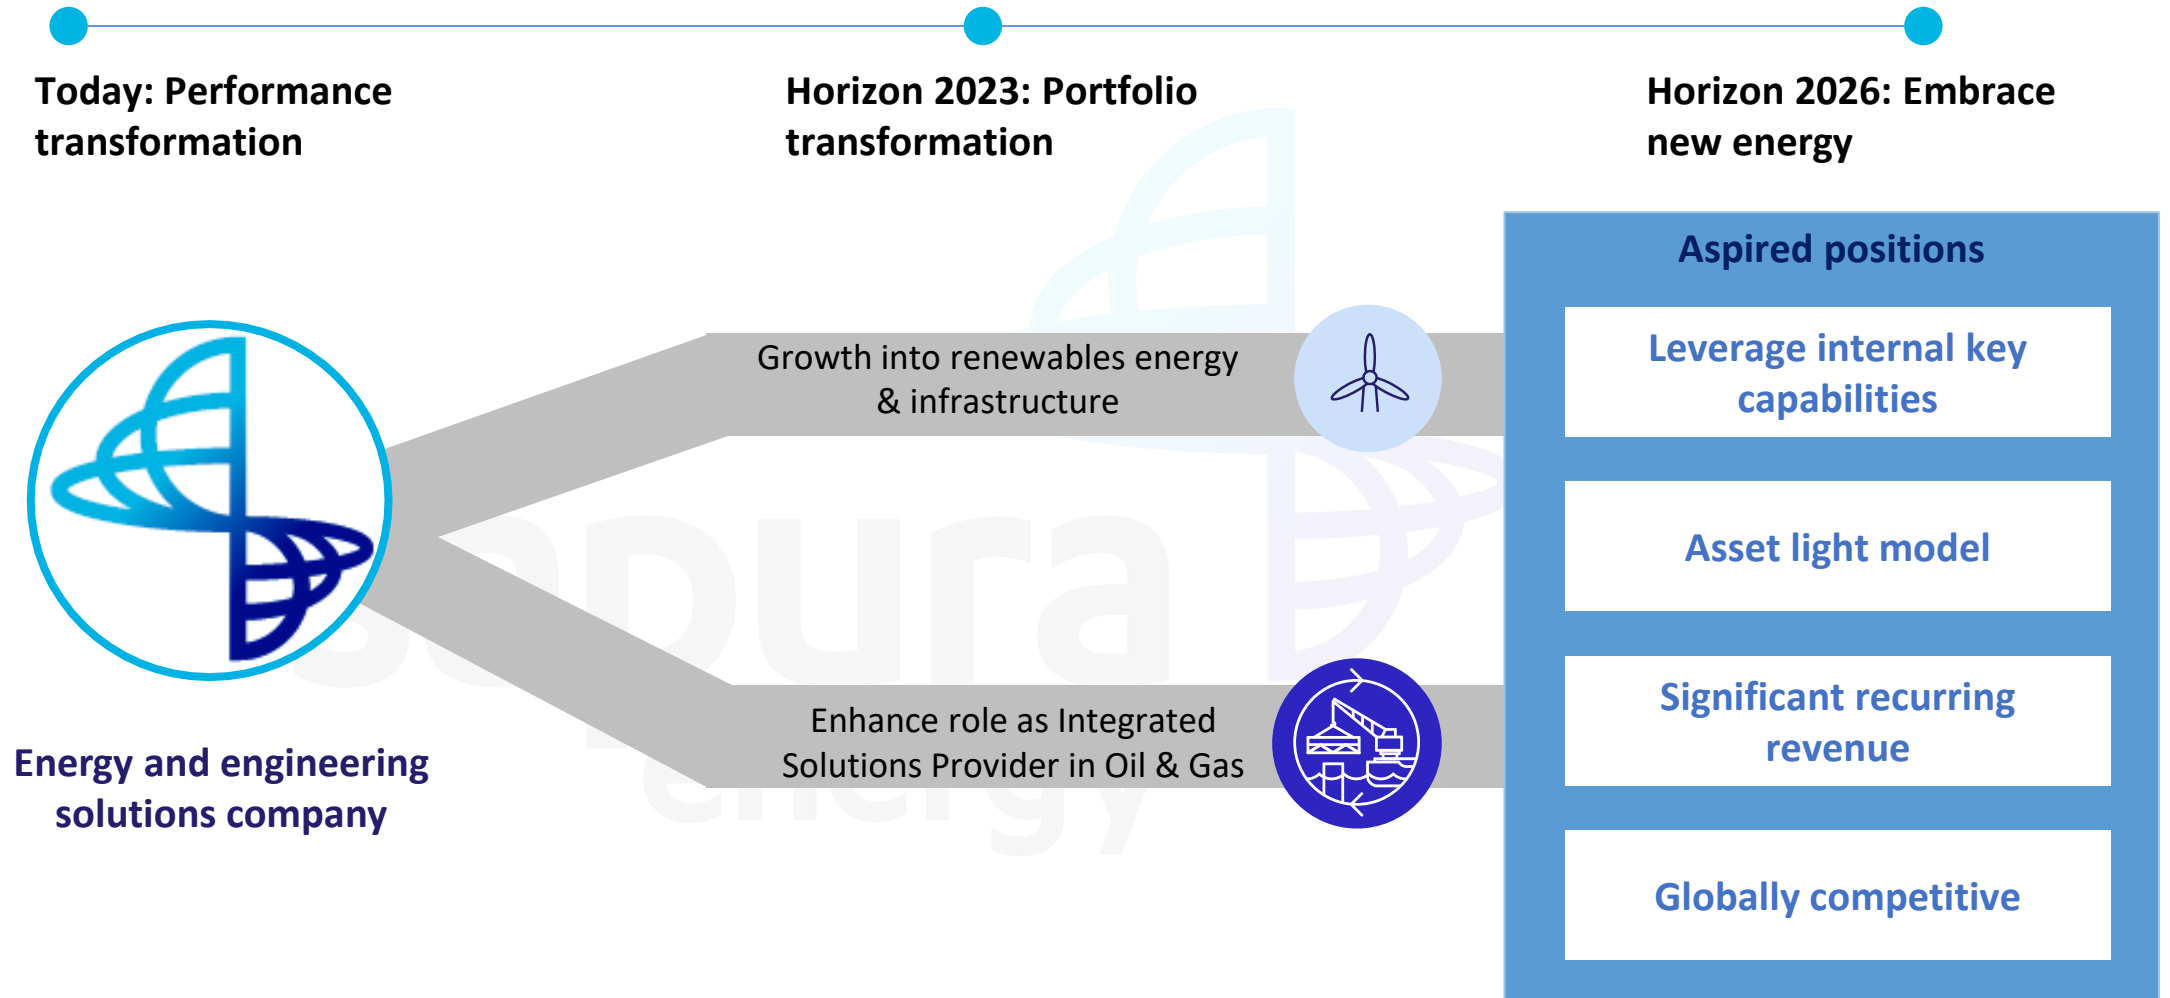 Today: Performance
transformation
Horizon 2023: Portfolio
transformation
Horizon 2026: Embrace
new energy
Energy and engineering
solutions company
Growth into renewables energy
& infrastructure
Enhance role as Integrated
Solutions Provider in Oil & Gas
sapura
energy
Aspired positions
Leverage internal key
capabilities
Asset light model
Significant recurring
revenue
Globally competitive